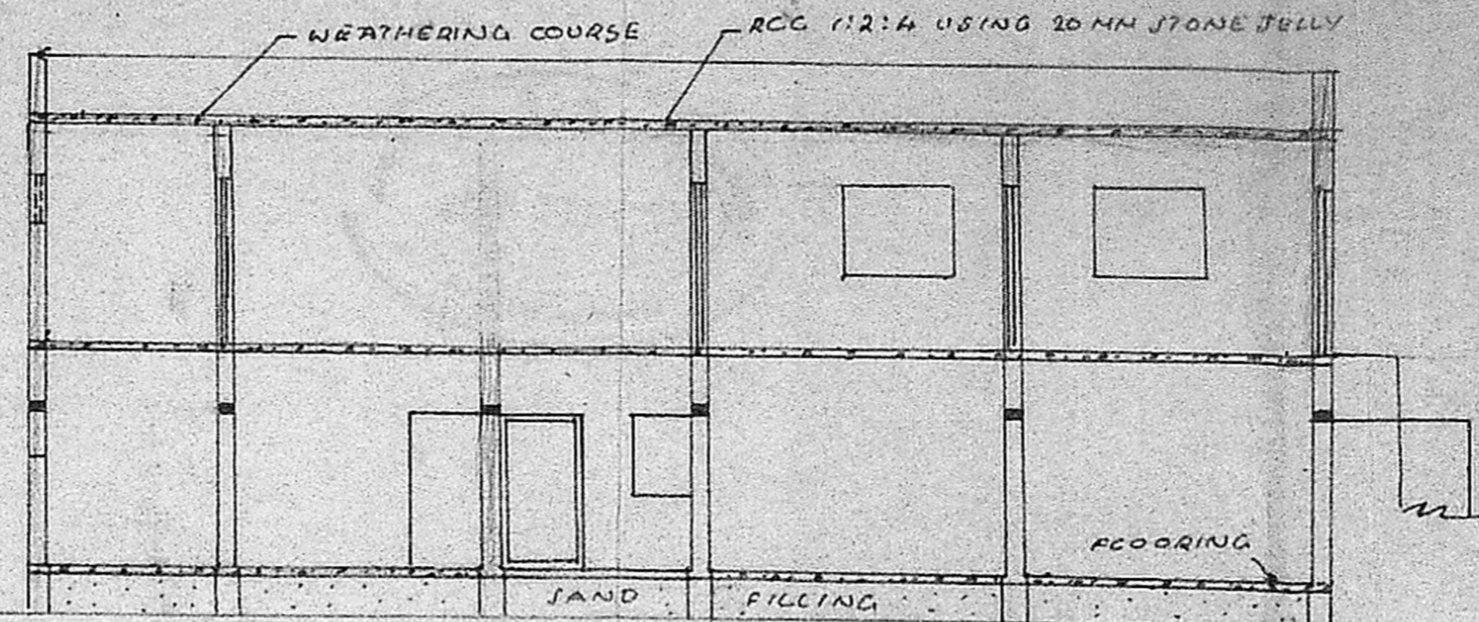 WEATHERING COURSE
RCC 1:2:4 USING 20 MM STONE JELLY
FLOORING
SAND FILLING